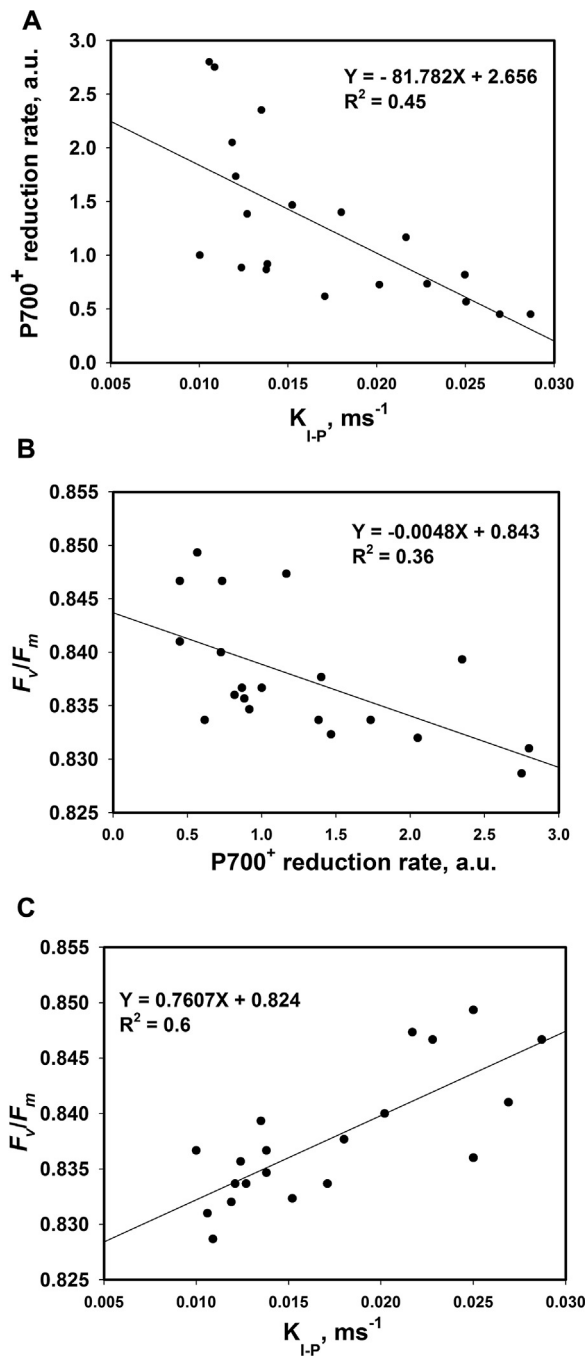 A
3.0
2.5
2.0
1.5
1.0
0.5
0.0
P700⁺ reduction rate, a.u.
Y = - 81.782X + 2.656
R² = 0.45
0.005 0.010 0.015 0.020 0.025 0.030
K_I-P, ms⁻¹
B
0.855
0.850
0.845
0.840
0.835
0.830
0.825
Fv/Fm
Y = -0.0048X + 0.843
R² = 0.36
0.0 0.5 1.0 1.5 2.0 2.5 3.0
P700⁺ reduction rate, a.u.
C
0.855
0.850
0.845
0.840
0.835
0.830
0.825
Fv/Fm
Y = 0.7607X + 0.824
R² = 0.6
0.005 0.010 0.015 0.020 0.025 0.030
K_I-P, ms⁻¹